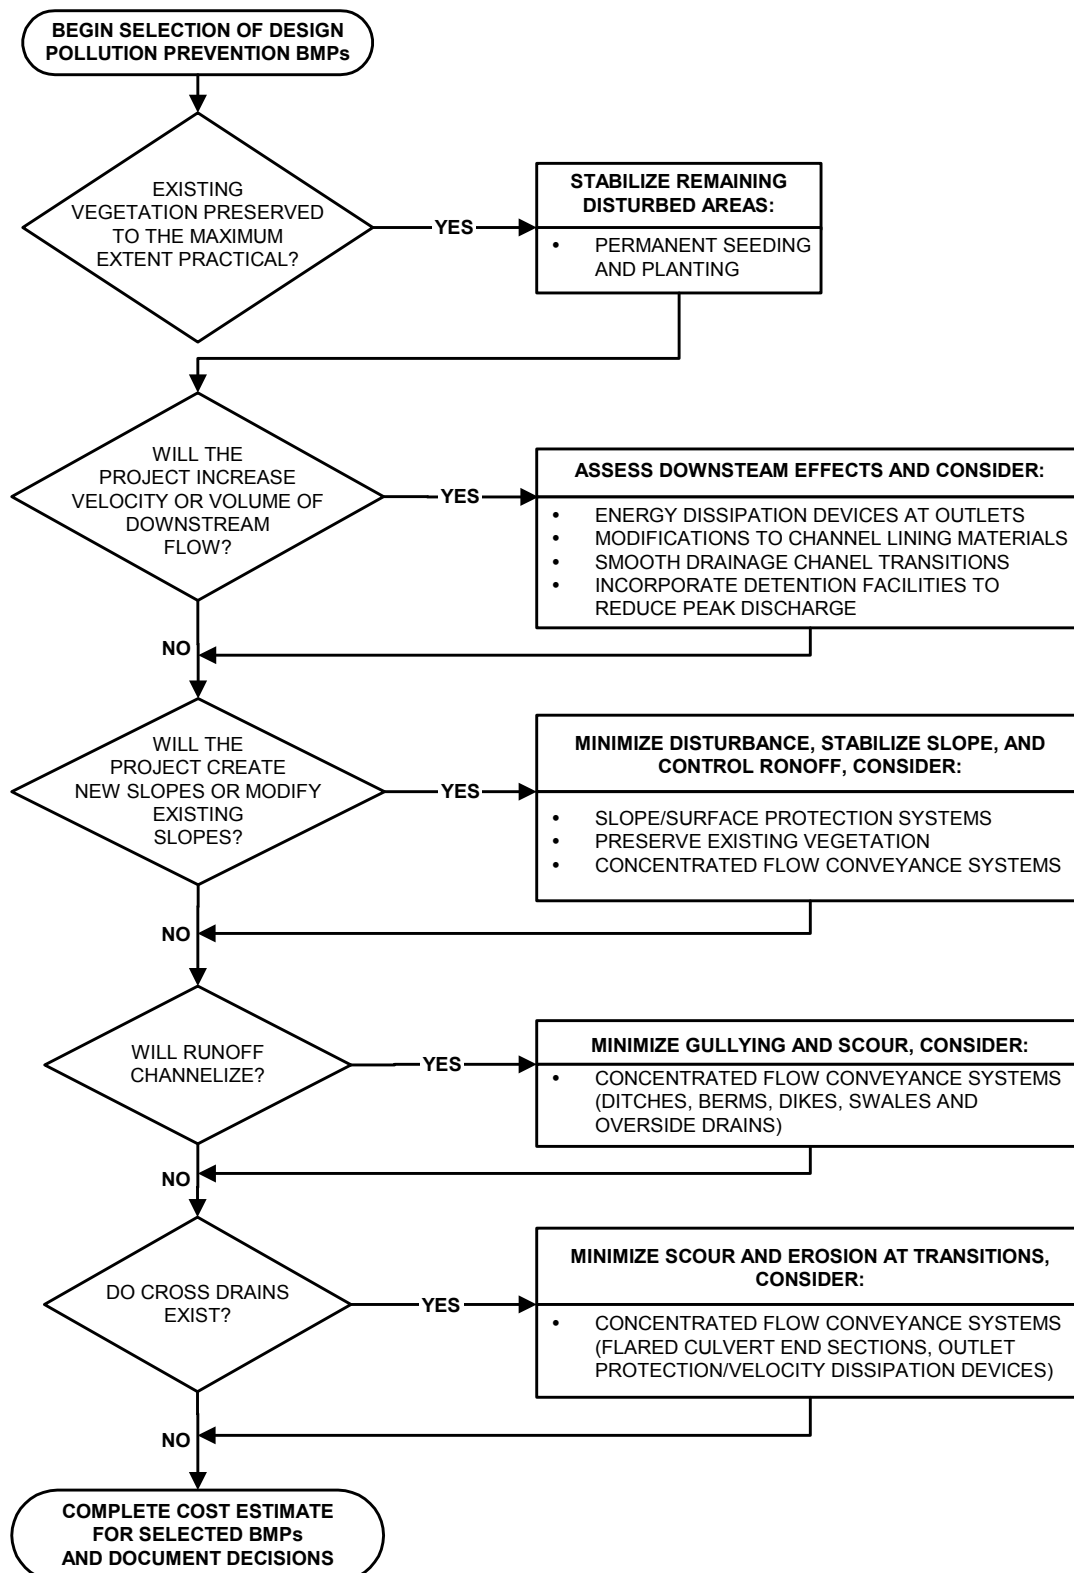 BEGIN SELECTION OF DESIGN
POLLUTION PREVENTION BMPs
EXISTING
VEGETATION PRESERVED
TO THE MAXIMUM
EXTENT PRACTICAL?
YES
STABILIZE REMAINING
DISTURBED AREAS:
• PERMANENT SEEDING
AND PLANTING
WILL THE
PROJECT INCREASE
VELOCITY OR VOLUME OF
DOWNSTREAM
FLOW?
YES
ASSESS DOWNSTEAM EFFECTS AND CONSIDER:
• ENERGY DISSIPATION DEVICES AT OUTLETS
• MODIFICATIONS TO CHANNEL LINING MATERIALS
• SMOOTH DRAINAGE CHANEL TRANSITIONS
• INCORPORATE DETENTION FACILITIES TO
REDUCE PEAK DISCHARGE
NO
WILL THE
PROJECT CREATE
NEW SLOPES OR MODIFY
EXISTING
SLOPES?
YES
MINIMIZE DISTURBANCE, STABILIZE SLOPE, AND
CONTROL RONOFF, CONSIDER:
• SLOPE/SURFACE PROTECTION SYSTEMS
• PRESERVE EXISTING VEGETATION
• CONCENTRATED FLOW CONVEYANCE SYSTEMS
NO
WILL RUNOFF
CHANNELIZE?
YES
MINIMIZE GULLYING AND SCOUR, CONSIDER:
• CONCENTRATED FLOW CONVEYANCE SYSTEMS
(DITCHES, BERMS, DIKES, SWALES AND
OVERSIDE DRAINS)
NO
DO CROSS DRAINS
EXIST?
YES
MINIMIZE SCOUR AND EROSION AT TRANSITIONS,
CONSIDER:
• CONCENTRATED FLOW CONVEYANCE SYSTEMS
(FLARED CULVERT END SECTIONS, OUTLET
PROTECTION/VELOCITY DISSIPATION DEVICES)
NO
COMPLETE COST ESTIMATE
FOR SELECTED BMPs
AND DOCUMENT DECISIONS